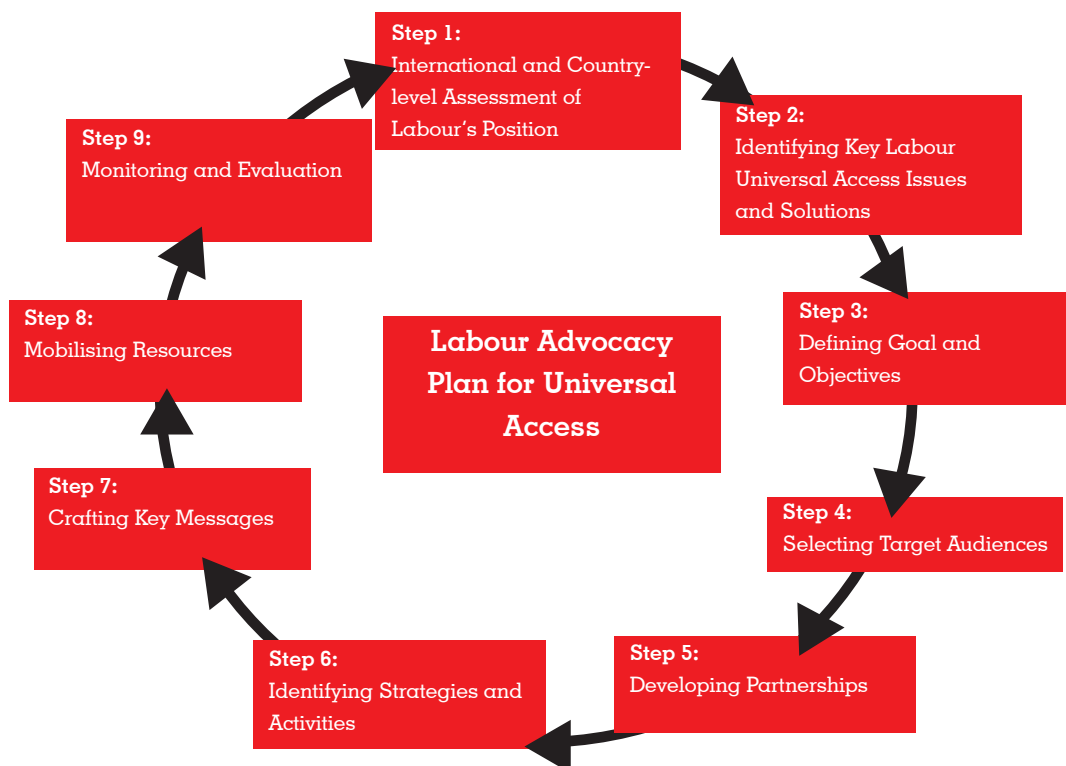 Step 1:
International and Country-
level Assessment of
Labour's Position
Step 2:
Identifying Key Labour
Universal Access Issues
and Solutions
Step 3:
Defining Goal and
Objectives
Step 4:
Selecting Target Audiences
Step 5:
Developing Partnerships
Step 6:
Identifying Strategies and
Activities
Step 7:
Crafting Key Messages
Step 8:
Mobilising Resources
Step 9:
Monitoring and Evaluation
Labour Advocacy
Plan for Universal
Access